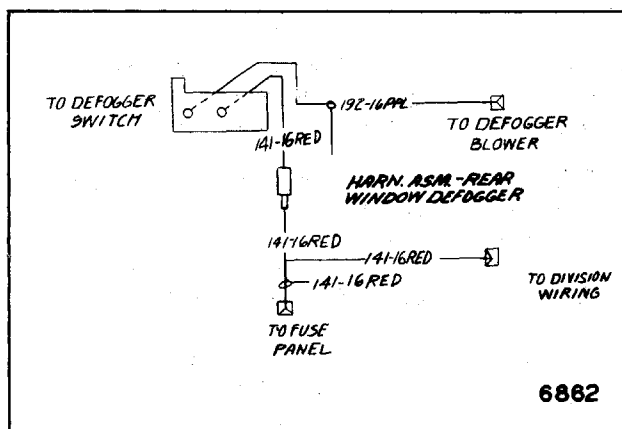 TO DEFOGGER
SWITCH
192-16PPL
TO DEFOGGER
BLOWER
141-16RED
HARN. ASM.-REAR
WINDOW DEFOGGER
141-16RED
141-16RED
141-16RED
TO DIVISION
WIRING
TO FUSE
PANEL
6862